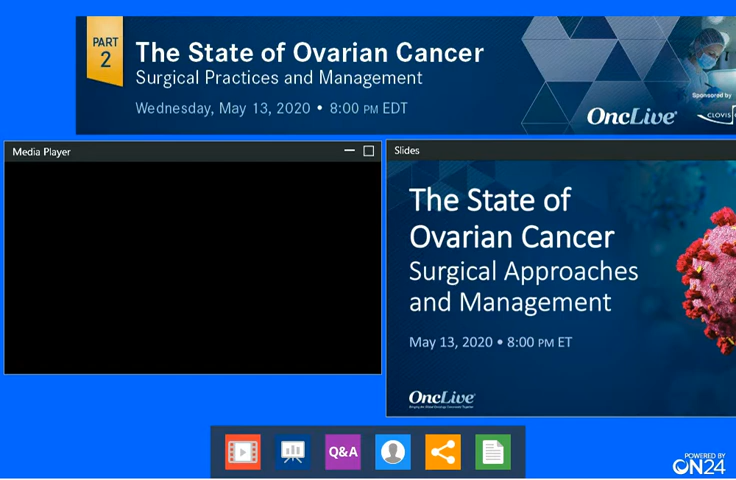 PART
2
The State of Ovarian Cancer
Surgical Practices and Management
Wednesday, May 13, 2020 • 8:00 PM EDT
Sponsored by
OncLive
CLOVIS
Media Player
Slides
The State of
Ovarian Cancer
Surgical Approaches
and Management
May 13, 2020 • 8:00 PM ET
OncLive
Q&A
POWERED BY
ON24